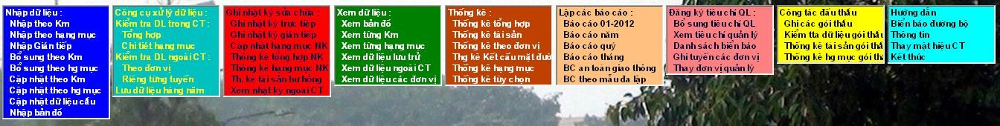 Nhập dữ liệu :
Nhập theo Km
Nhập theo hạng mục
Nhập Gián tiếp
Bổ sung theo Km
Bổ sung theo hg mục
Cập nhật theo Km
Cập nhật theo hg mục
Cập nhật dữ liệu cầu
Nhập bản đồ
Công cụ xử lý dữ liệu :
Kiểm tra DL trong CT :
Tổng hợp
Chi tiết hạng mục
Kiểm tra DL ngoài CT :
Theo đơn vị
Riêng từng tuyến
Lưu dữ liệu hàng năm
Ghi nhật ký sửa chữa :
Ghi nhật ký trực tiếp
Ghi nhật ký gián tiếp
Cập nhật hạng mục NK
Thống kê tổng hợp NK
Thống kê hạng mục NK
Th. kê tài sản hư hỏng
Xem nhật ký ngoài CT
Xem dữ liệu :
Xem bản đồ
Xem từng Km
Xem từng hạng mục
Xem dữ liệu lưu trử
Xem dữ liệu ngoài CT
Xem dữ liệu các đơn vị
Thống kê :
Thống kê tổng hợp
Thống kê tài sản
Thống kê theo đơn vị
Thg kê Kết cấu mặt đườ
Thống kê hạng mục
Thống kê tùy chọn
Lập các báo cáo :
Báo cáo 01-2012
Báo cáo năm
Báo cáo quý
Báo cáo tháng
BC an toàn giao thông
BC theo mẫu đã lập
Đăng ký tiêu chí QL :
Bổ sung tiêu chí QL
Xem tiêu chí quản lý
Danh sách biển báo
Ghi tuyến các đơn vị
Thay đơn vị quản lý
Công tác đấu thầu
Ghi các gói thầu
Kiểm tta dữ liệu gói thầu
Thống kê tài sản gói thầ
Thống kê hg mục gói thầ
Hướng dẫn
Biển báo đường bộ
Thông tin
Thay mật hiệu CT
Kết thúc